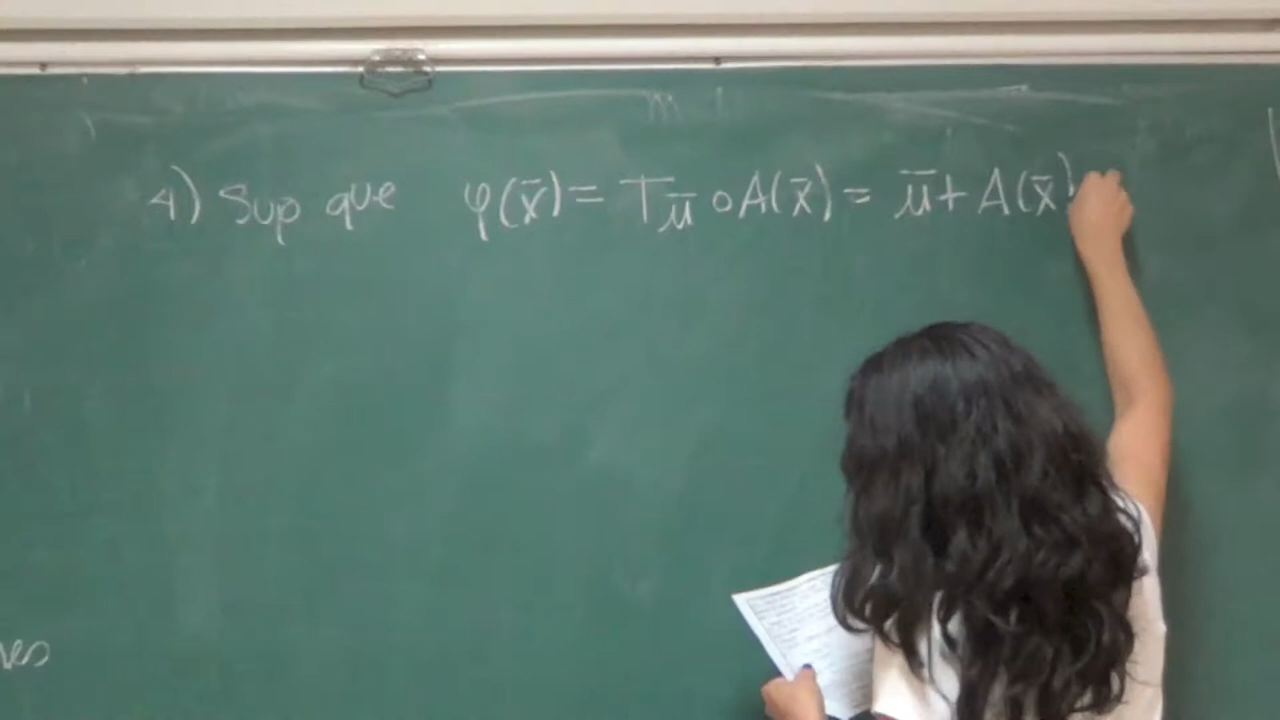 4) Sup que φ(x̄) = T_ū ∘ A(x̄) = ū + A(x̄)